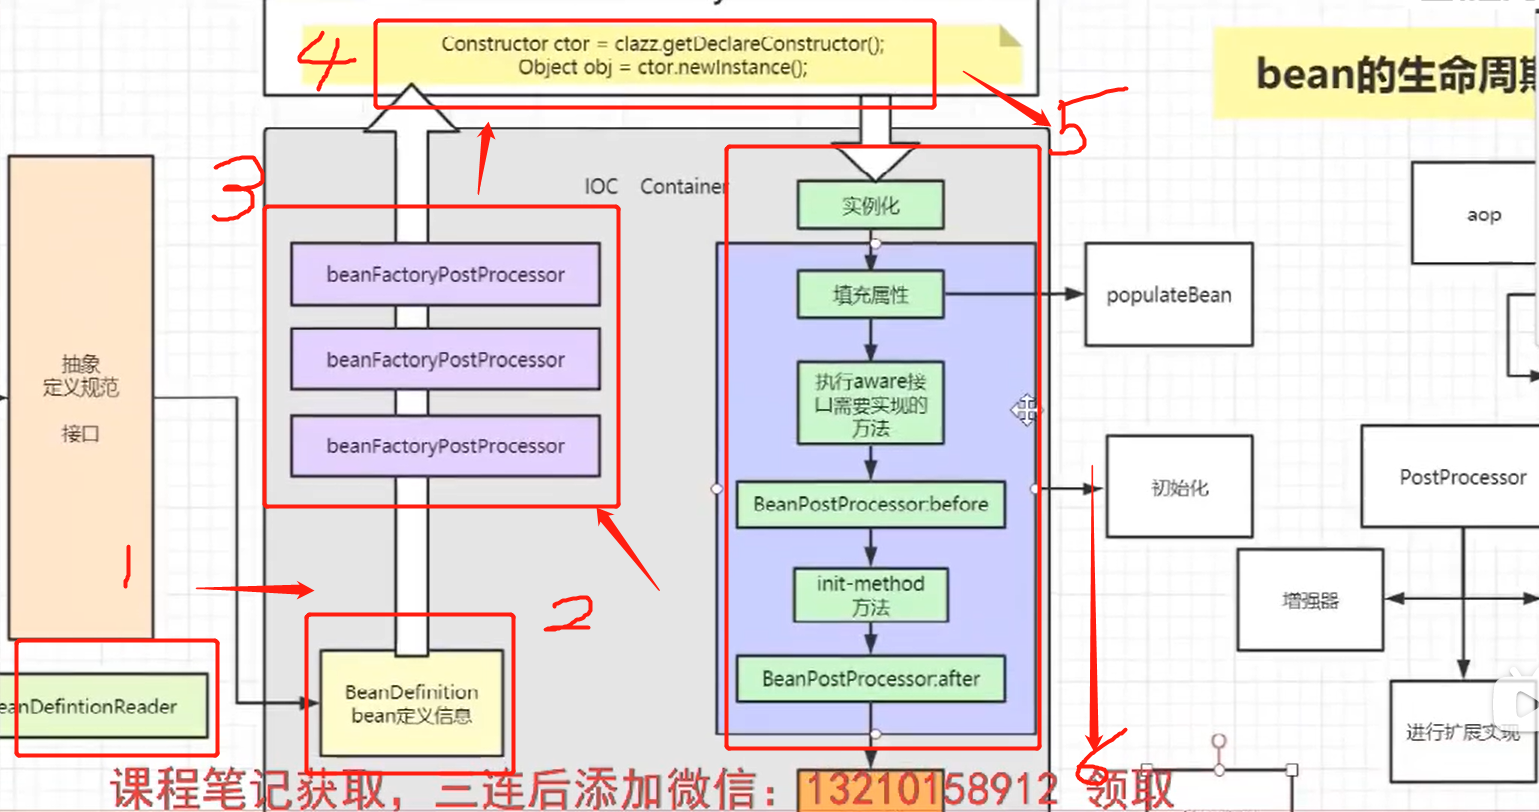 4
Constructor ctor = clazz.getDeclareConstructor();
Object obj = ctor.newInstance();
5
bean的生命周期
3
IOC Container
实例化
aop
beanFactoryPostProcessor
填充属性
populateBean
beanFactoryPostProcessor
抽象
定义规范
接口
执行aware接
口需要实现的
方法
beanFactoryPostProcessor
BeanPostProcessor:before
初始化
PostProcessor
1
2
init-method
方法
增强器
BeanPostProcessor:after
eanDefintionReader
BeanDefinition
bean定义信息
进行扩展实现
6
课程笔记获取，三连后添加微信：13210158912 领取